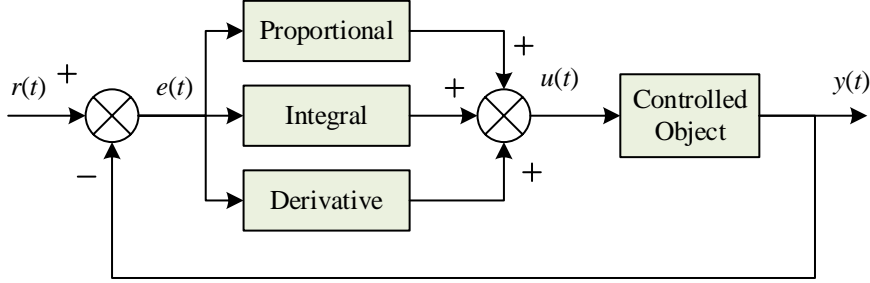 Proportional
+
+
r(t)
e(t)
Integral
+
u(t)
Controlled
Object
y(t)
−
Derivative
+